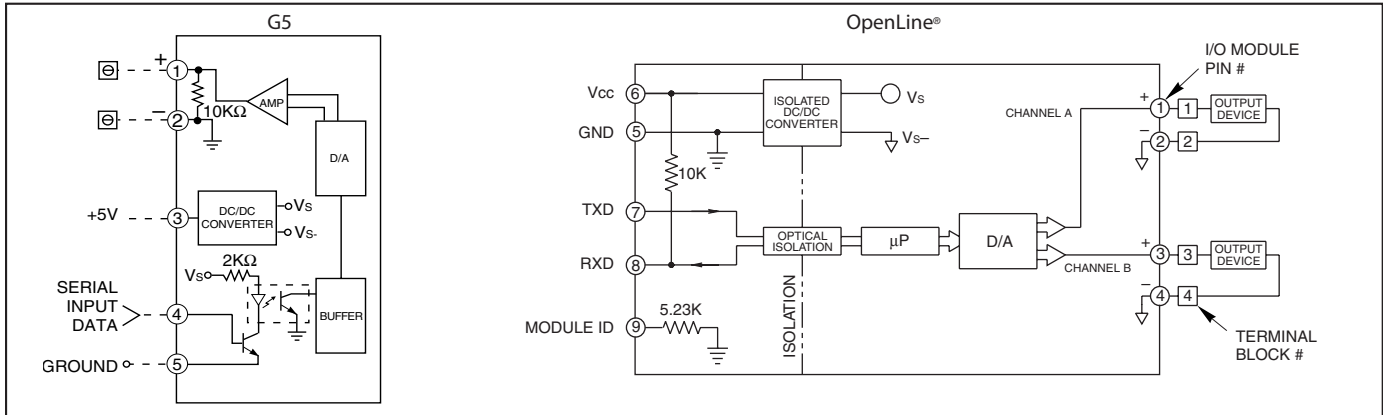 G5
+
1
10KΩ
−
2
AMP
D/A
+5V
3
DC/DC
CONVERTER
Vs
Vs-
2KΩ
Vs
SERIAL
INPUT
DATA
4
BUFFER
GROUND
5
OpenLine®
I/O MODULE
PIN #
Vcc
6
ISOLATED
DC/DC
CONVERTER
Vs
GND
5
Vs–
10K
TXD
7
OPTICAL
ISOLATION
µP
D/A
RXD
8
MODULE ID
9
5.23K
ISOLATION
CHANNEL A
+
1
1
OUTPUT
DEVICE
−
2
2
CHANNEL B
+
3
3
OUTPUT
DEVICE
−
4
4
TERMINAL
BLOCK #